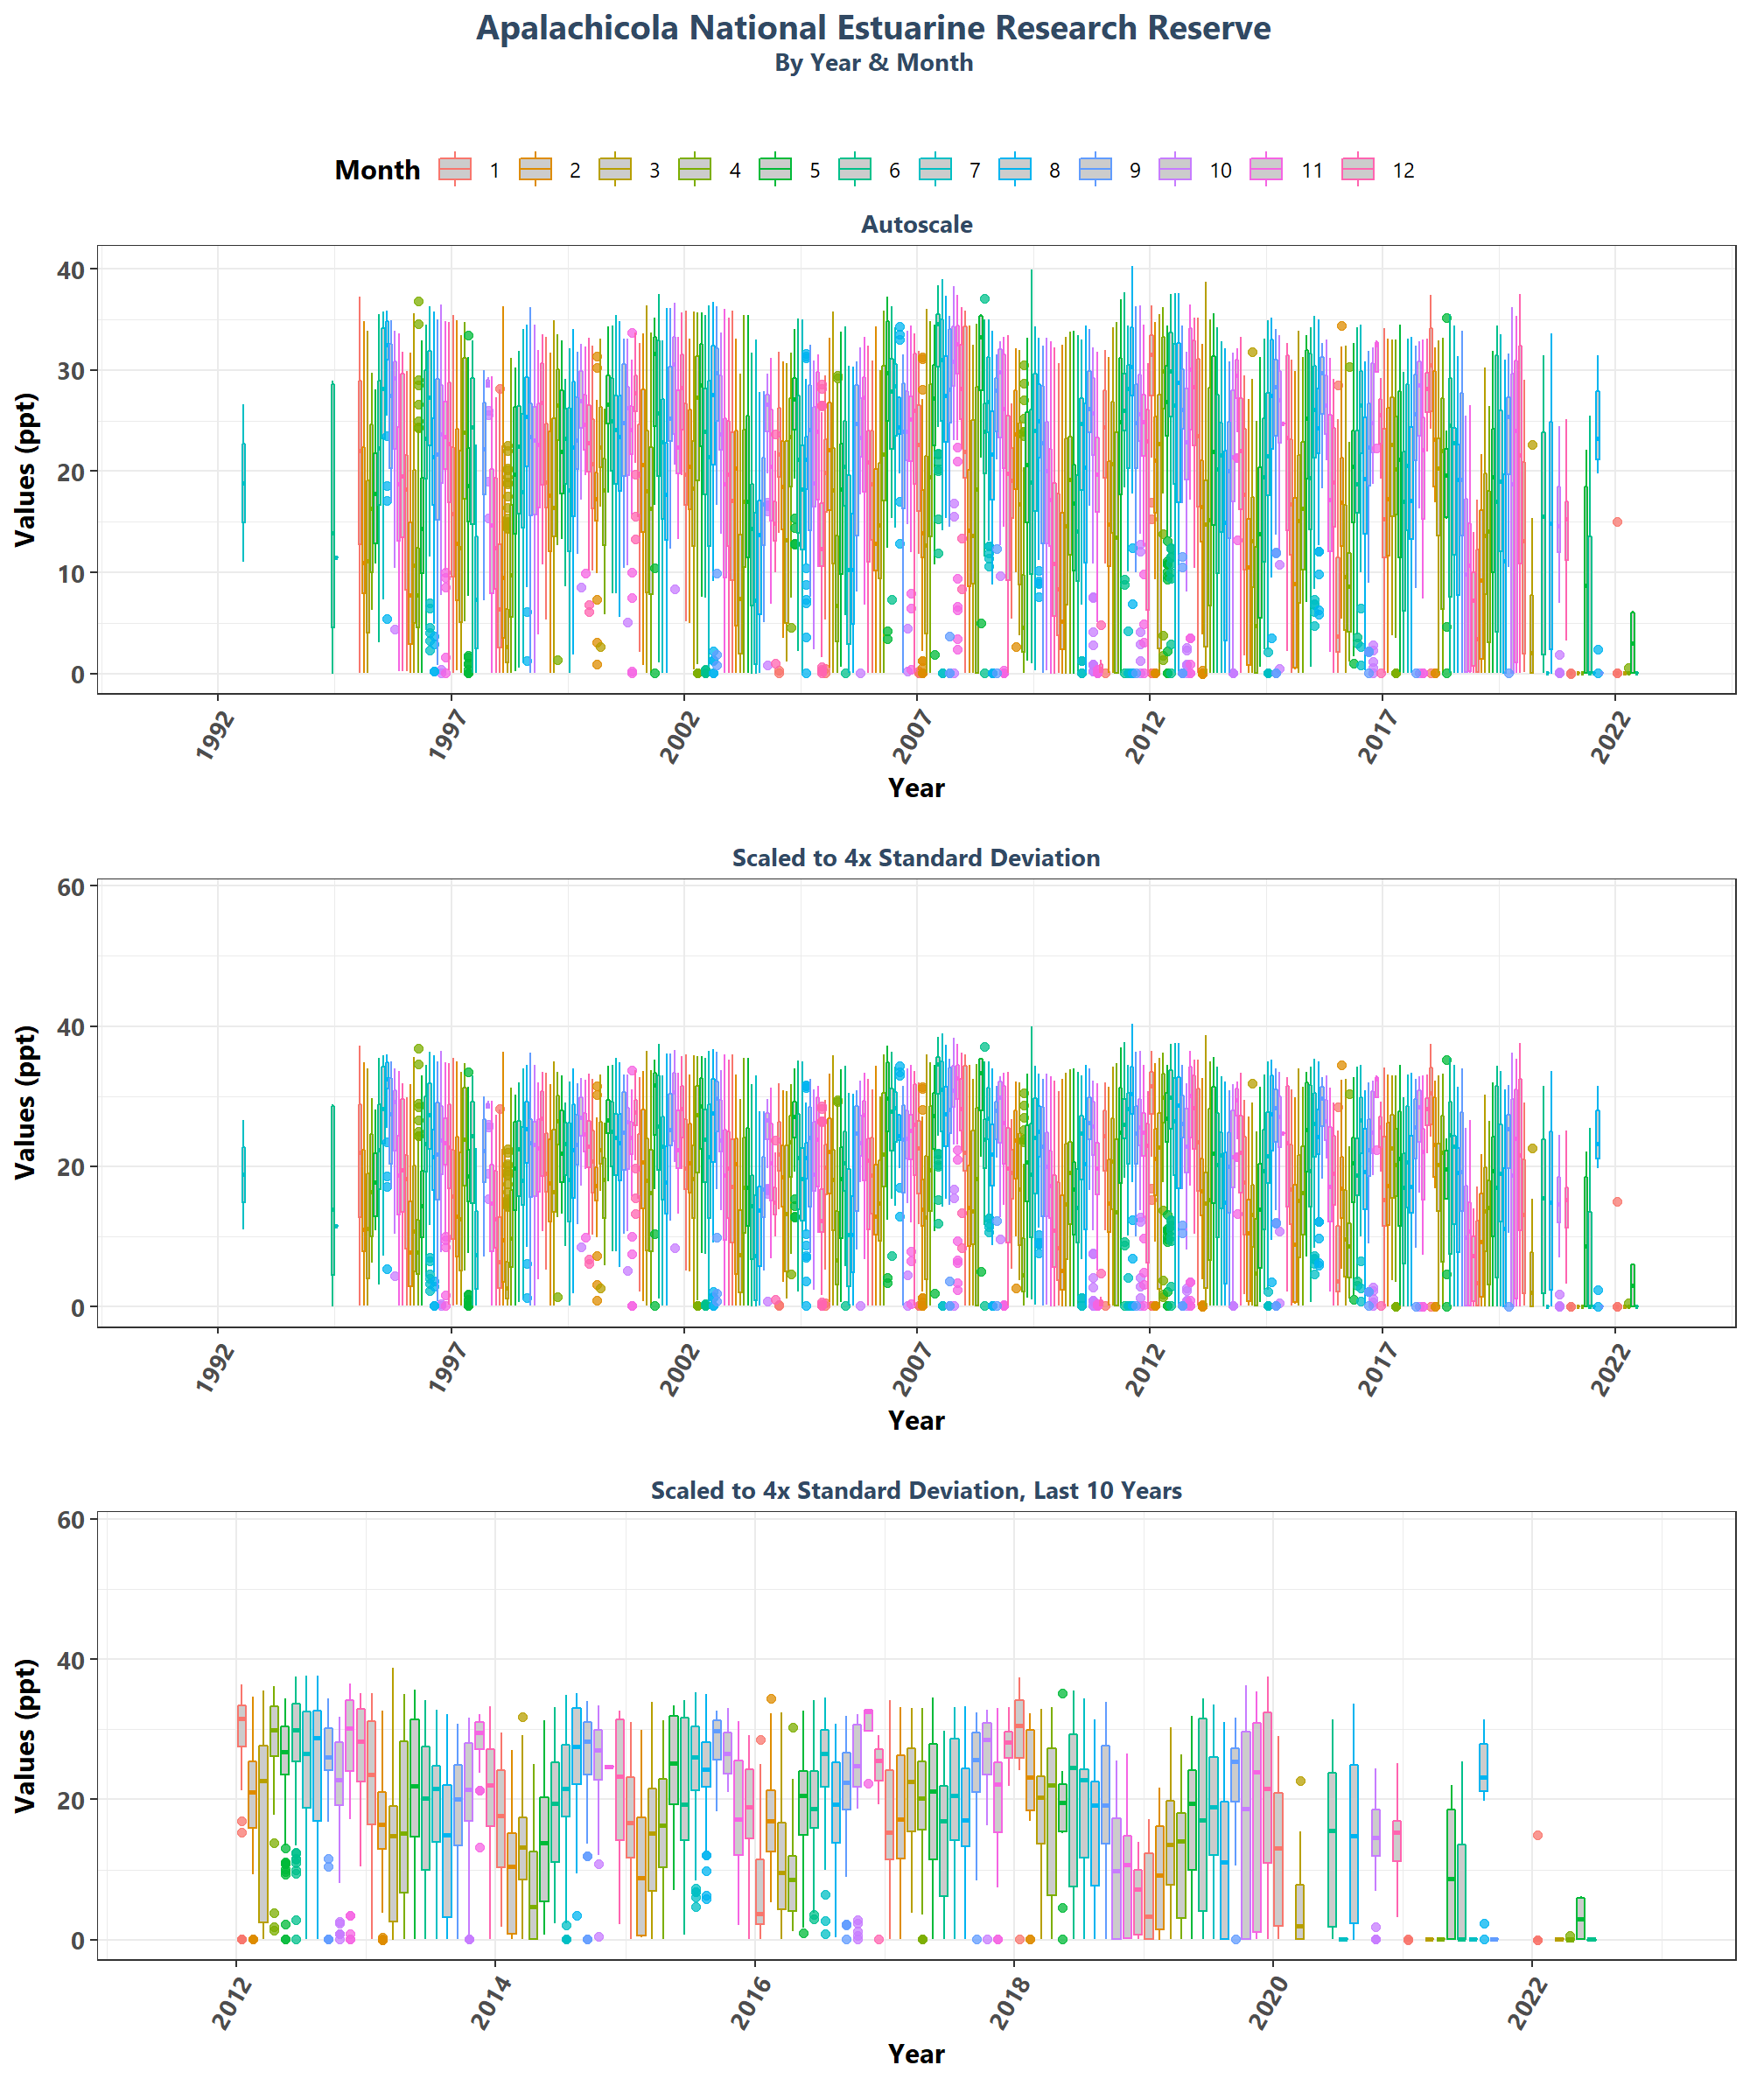 Apalachicola National Estuarine Research Reserve
By Year & Month
Month 1 2 3 4 5 6 7 8 9 10 11 12
Autoscale
Values (ppt)
40
30
20
10
0
1992 1997 2002 2007 2012 2017 2022
Year
Scaled to 4x Standard Deviation
Values (ppt)
60
40
20
0
1992 1997 2002 2007 2012 2017 2022
Year
Scaled to 4x Standard Deviation, Last 10 Years
Values (ppt)
60
40
20
0
2012 2014 2016 2018 2020 2022
Year